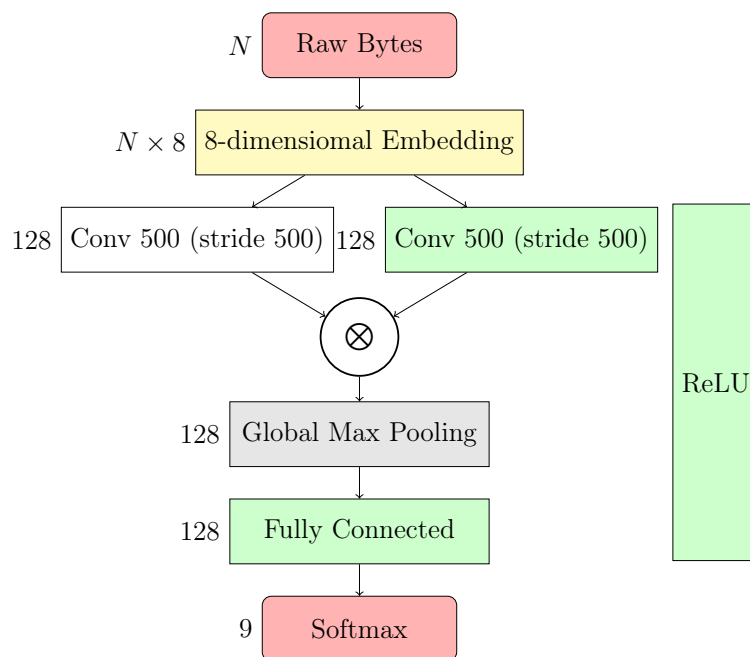 N
Raw Bytes
N × 8
8-dimensiomal Embedding
128
Conv 500 (stride 500)
128
Conv 500 (stride 500)
⊗
ReLU
128
Global Max Pooling
128
Fully Connected
9
Softmax